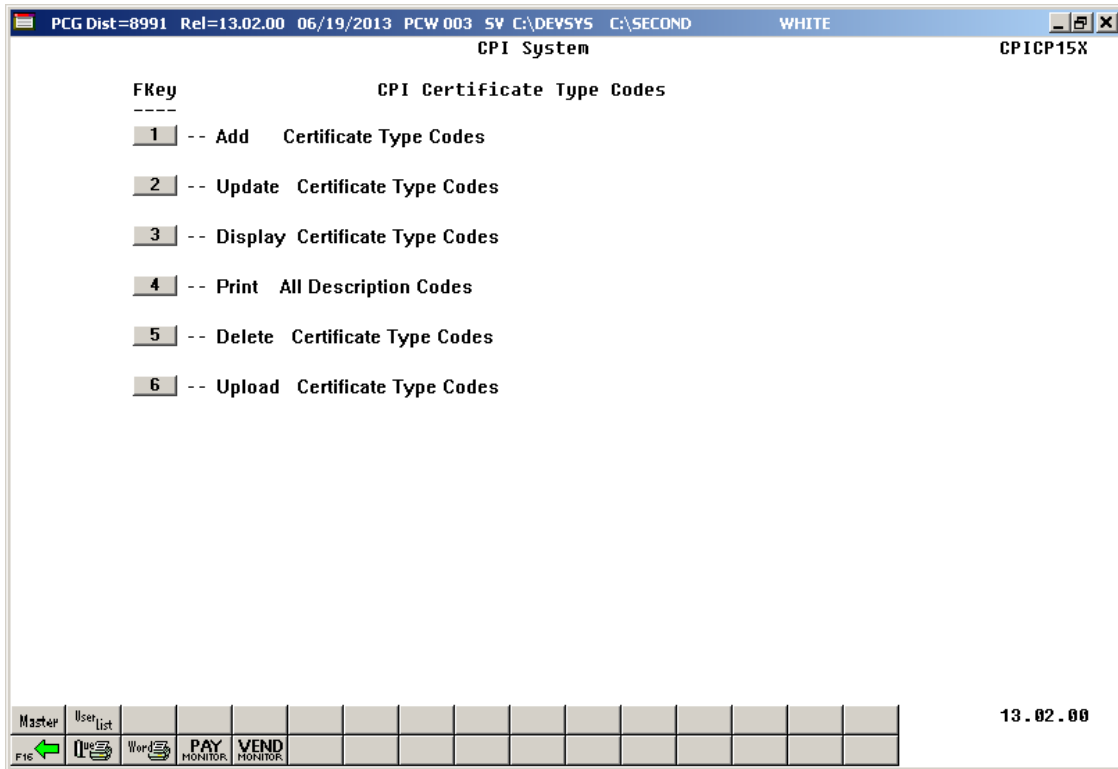 PCG Dist=8991 Rel=13.02.00 06/19/2013 PCW 003 SV C:\DEVSYS C:\SECOND WHITE
CPI System CPICP15X
FKey CPI Certificate Type Codes
----
1 -- Add Certificate Type Codes
2 -- Update Certificate Type Codes
3 -- Display Certificate Type Codes
4 -- Print All Description Codes
5 -- Delete Certificate Type Codes
6 -- Upload Certificate Type Codes
Master User List 13.02.00
F16 Que Word PAY MONITOR VEND MONITOR